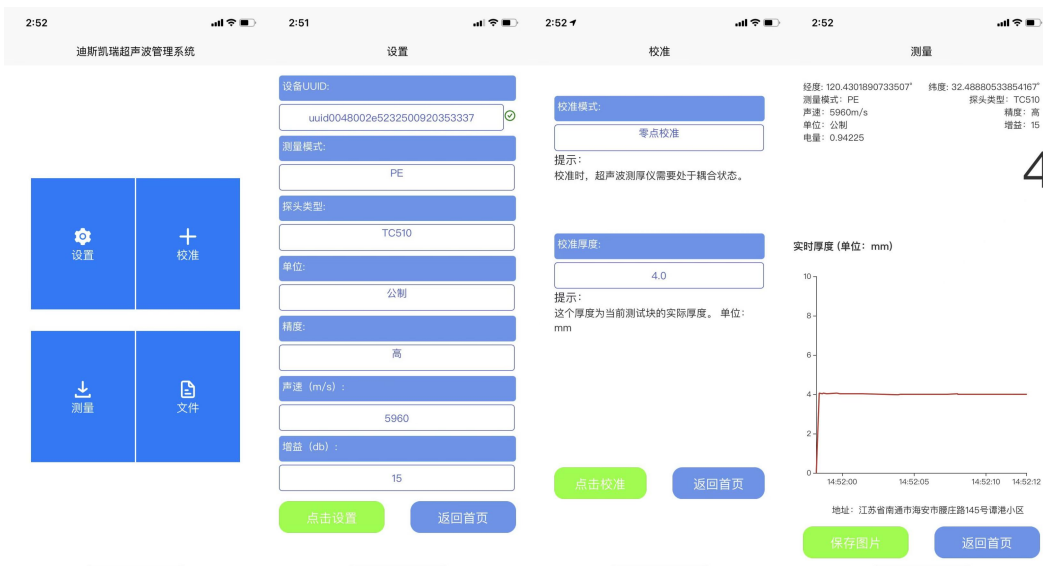 2:52
迪斯凯瑞超声波管理系统
设置
校准
测量
文件
2:51
设置
设备UUID:
uuid0048002e5232500920353337
测量模式:
PE
探头类型:
TC510
单位:
公制
精度:
高
声速（m/s）:
5960
增益（db）:
15
点击设置
返回首页
2:52
校准
校准模式:
零点校准
提示：
校准时，超声波测厚仪需要处于耦合状态。
校准厚度:
4.0
提示：
这个厚度为当前测试块的实际厚度。 单位：
mm
点击校准
返回首页
2:52
测量
经度: 120.4301890733507° 纬度: 32.48880533854167°
测量模式：PE 探头类型：TC510
声速：5960m/s 精度：高
单位：公制 增益：15
电量：0.94225
4
实时厚度 (单位：mm)
10
8
6
4
2
0
14:52:00 14:52:05 14:52:10 14:52:12
地址：江苏省南通市海安市腰庄路145号谭港小区
保存图片
返回首页